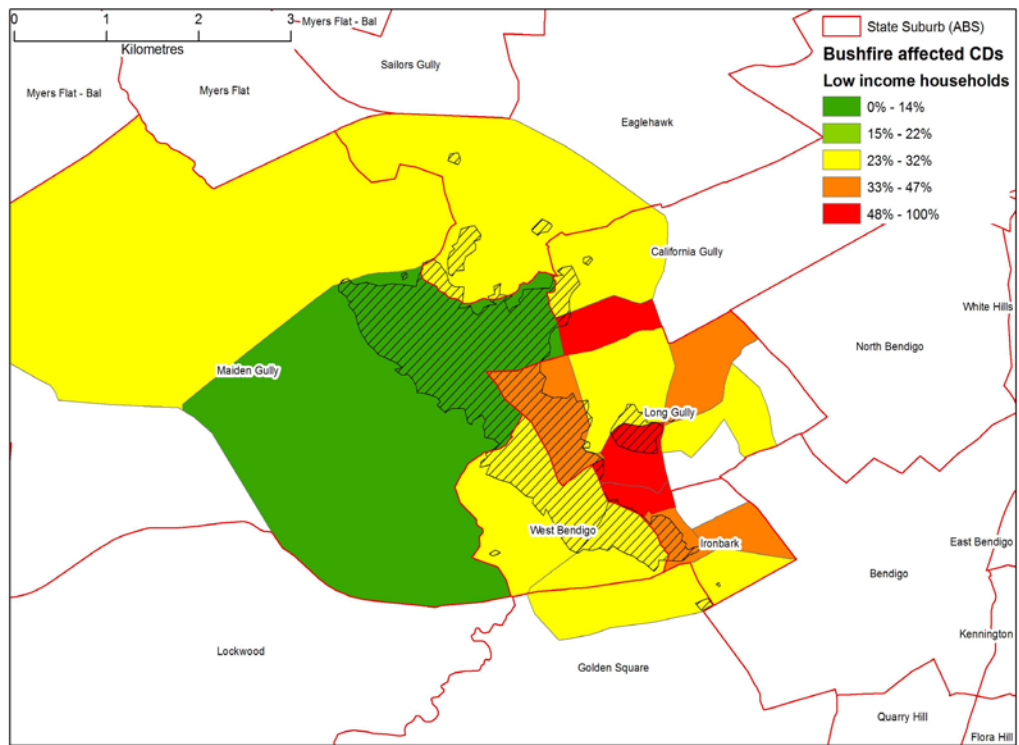 0 1 2 3
Kilometres
Myers Flat - Bal
State Suburb (ABS)
Bushfire affected CDs
Low income households
0% - 14%
15% - 22%
23% - 32%
33% - 47%
48% - 100%
Sailors Gully
Myers Flat - Bal
Myers Flat
Eaglehawk
California Gully
White Hills
North Bendigo
Maiden Gully
Long Gully
West Bendigo
Ironbark
East Bendigo
Bendigo
Kennington
Lockwood
Golden Square
Quarry Hill
Flora Hill